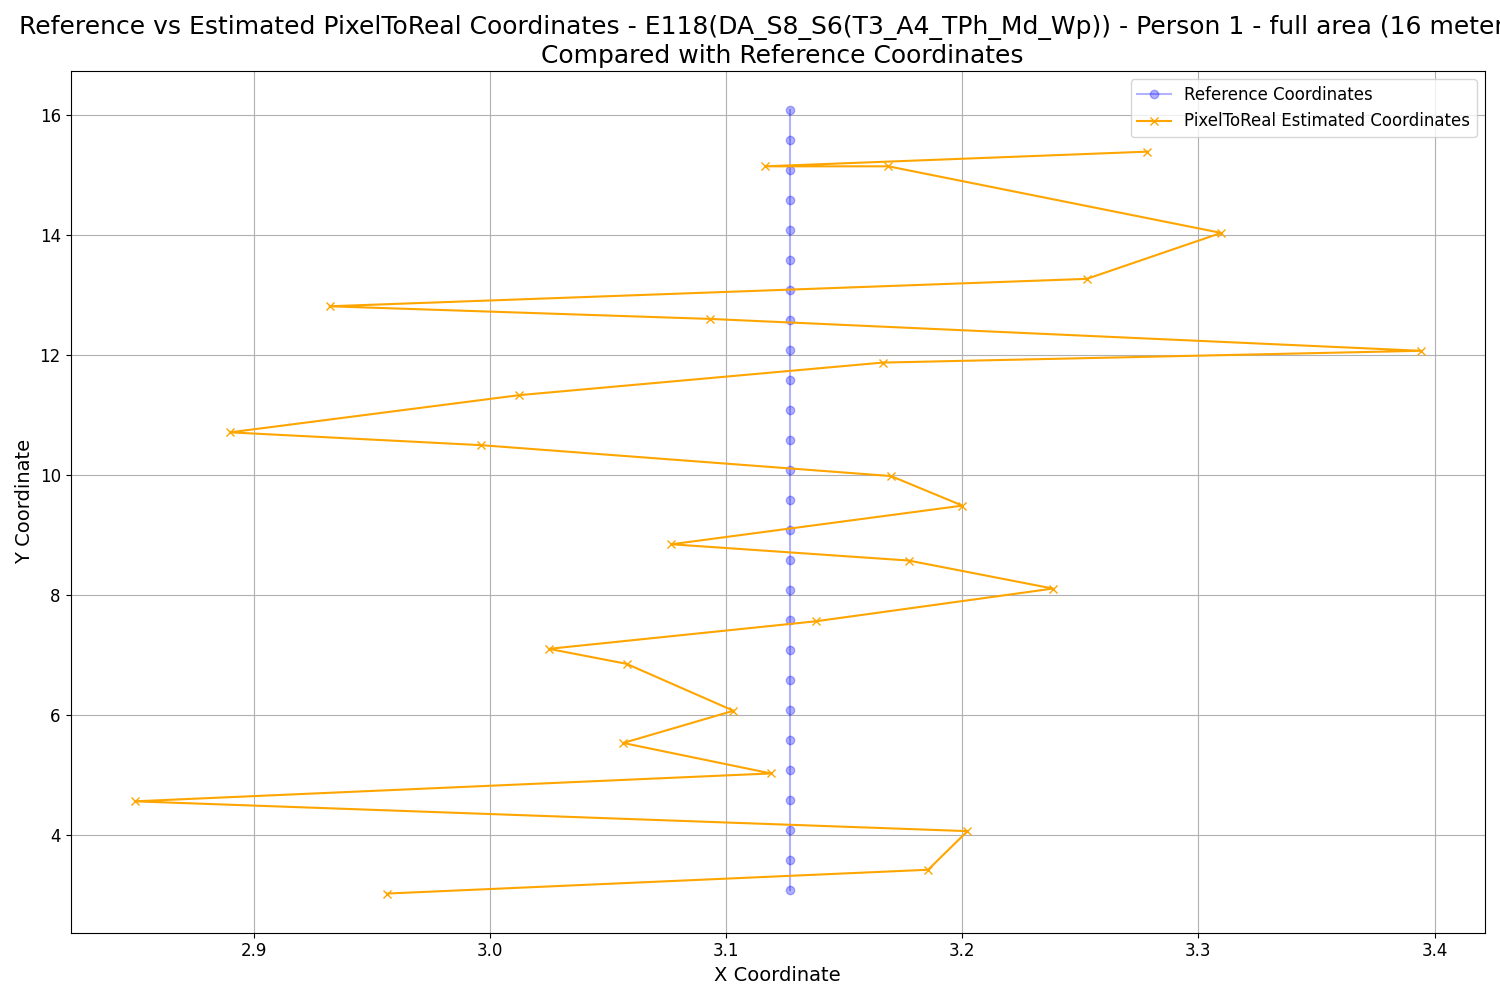 Reference vs Estimated PixelToReal Coordinates - E118(DA_S8_S6(T3_A4_TPh_Md_Wp)) - Person 1 - full area (16 meter
Compared with Reference Coordinates
Reference Coordinates
PixelToReal Estimated Coordinates
16
14
12
10
8
6
4
Y Coordinate
2.9
3.0
3.1
3.2
3.3
3.4
X Coordinate